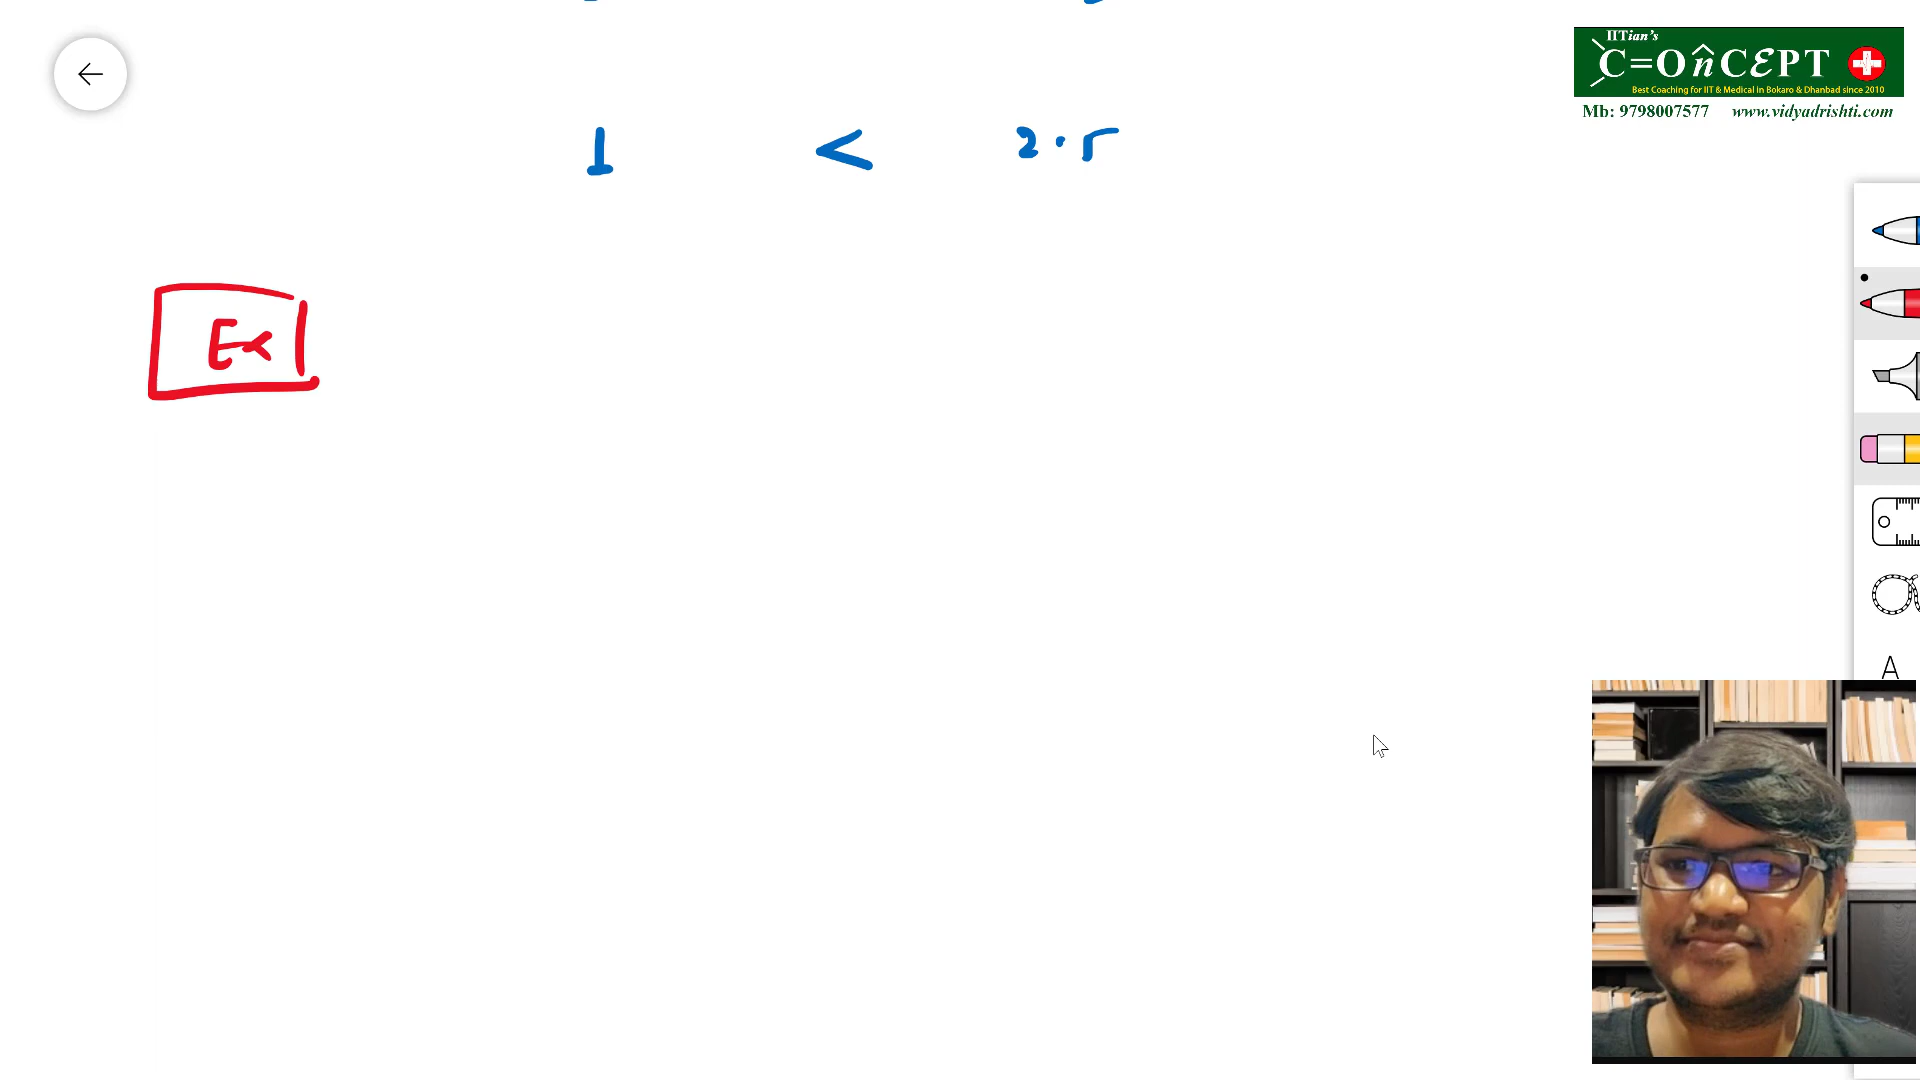 IITian's
C=OnCEPT
Best Coaching for IIT & Medical in Bokaro & Dhanbad since 2010
Mb: 9798007577 www.vidyadrishti.com
1 < 2.5
Ex
A